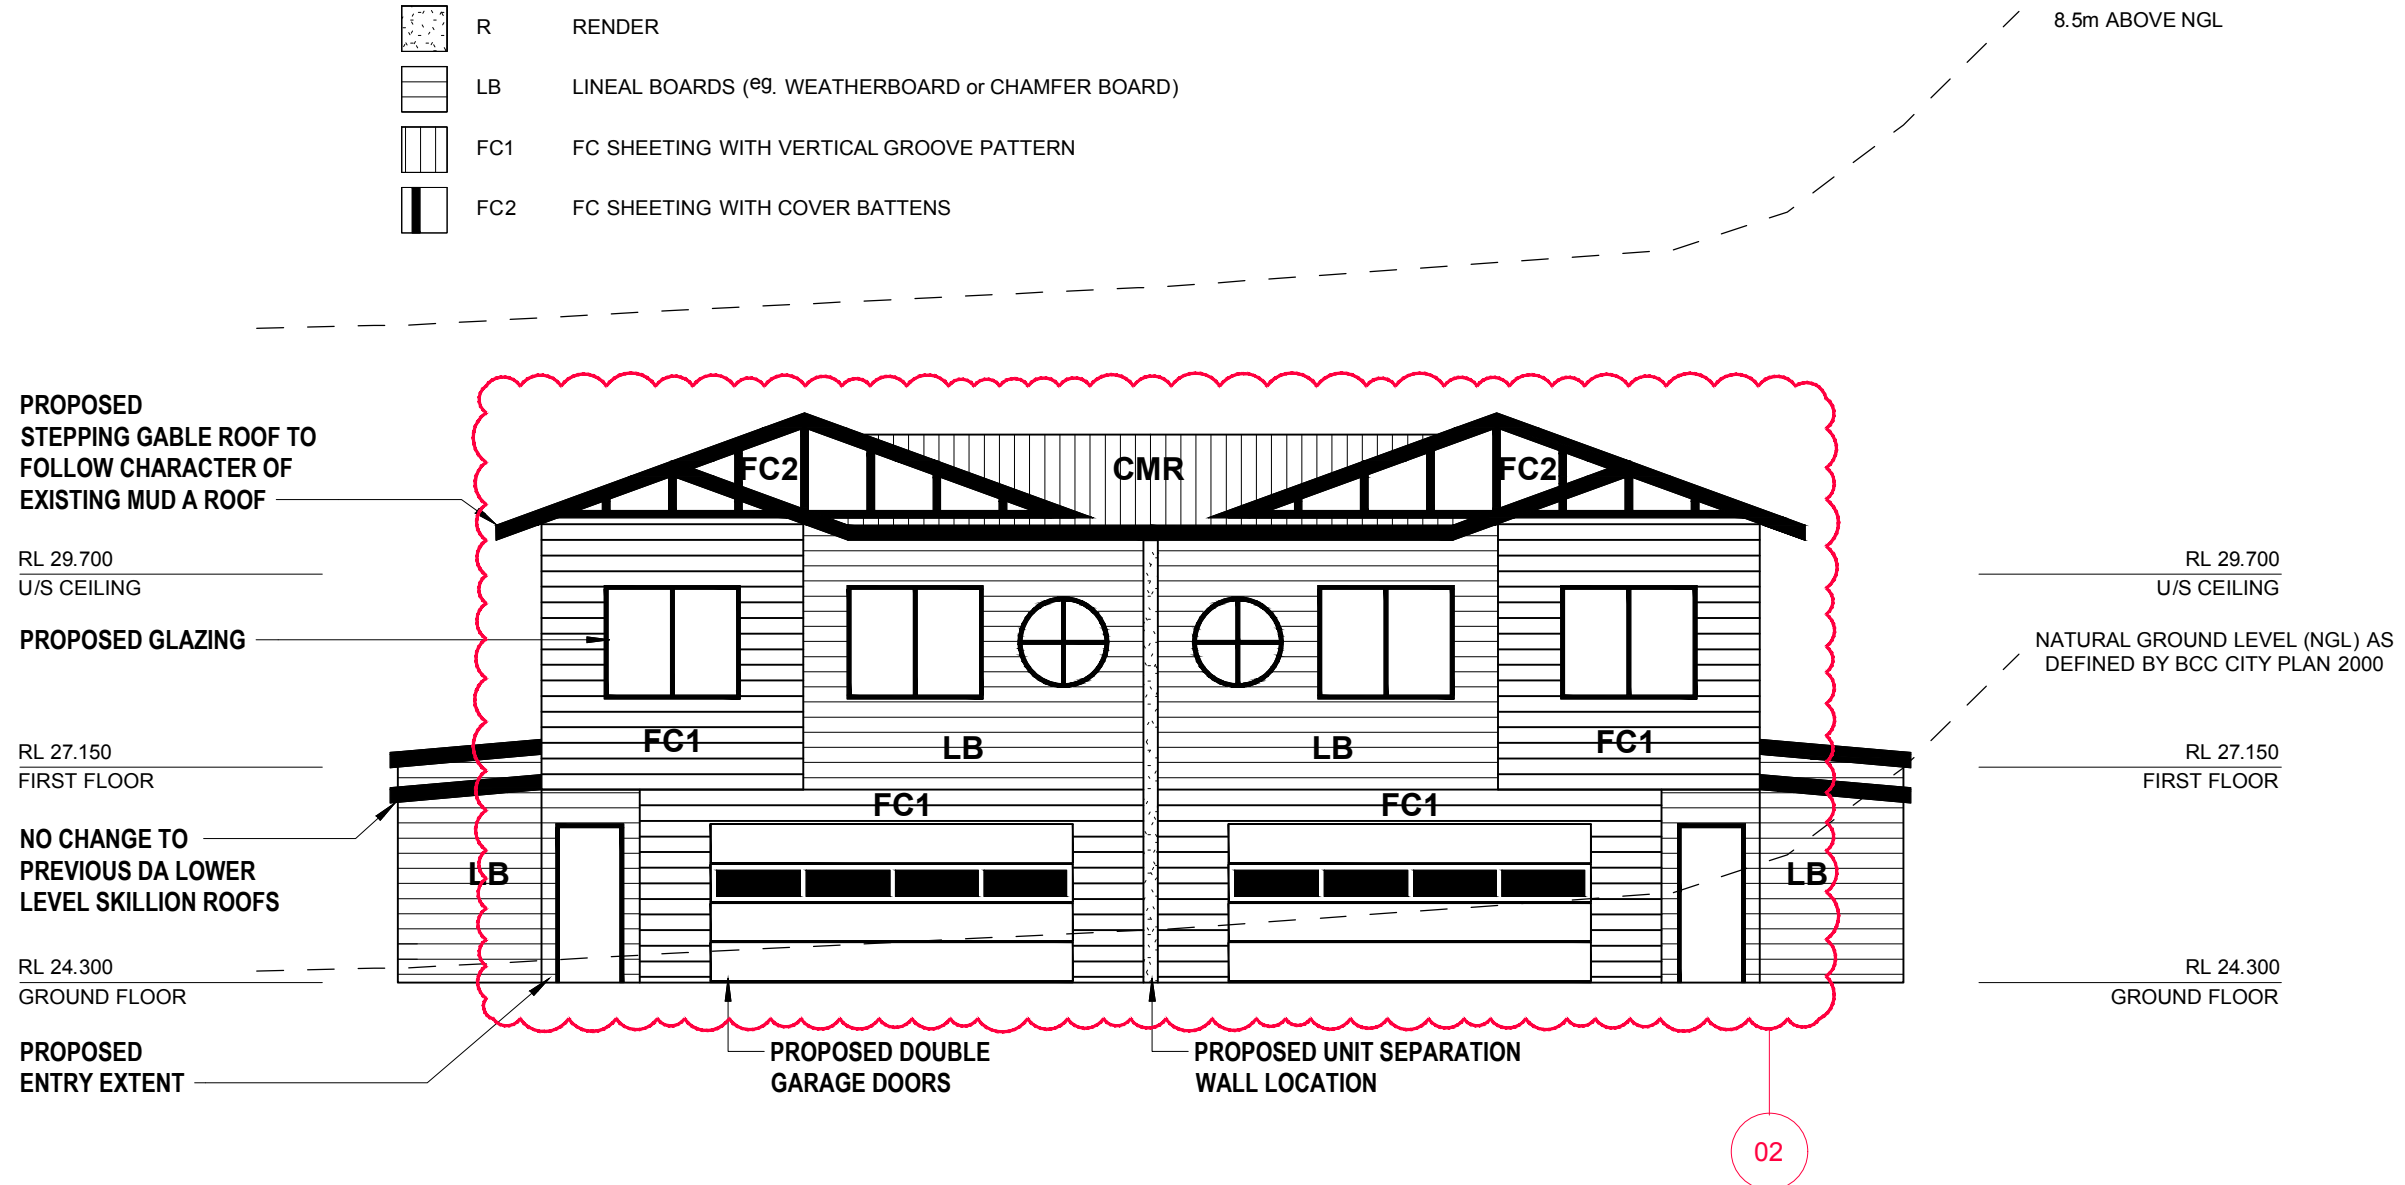 R RENDER
8.5m ABOVE NGL
LB LINEAL BOARDS (eg. WEATHERBOARD or CHAMFER BOARD)
FC1 FC SHEETING WITH VERTICAL GROOVE PATTERN
FC2 FC SHEETING WITH COVER BATTENS
PROPOSED
STEPPING GABLE ROOF TO
FOLLOW CHARACTER OF
EXISTING MUD A ROOF
FC2
CMR
FC2
RL 29.700
U/S CEILING
RL 29.700
U/S CEILING
PROPOSED GLAZING
NATURAL GROUND LEVEL (NGL) AS
DEFINED BY BCC CITY PLAN 2000
FC1
LB
LB
FC1
RL 27.150
FIRST FLOOR
RL 27.150
FIRST FLOOR
FC1
FC1
NO CHANGE TO
PREVIOUS DA LOWER
LEVEL SKILLION ROOFS
LB
LB
RL 24.300
GROUND FLOOR
RL 24.300
GROUND FLOOR
PROPOSED
ENTRY EXTENT
PROPOSED DOUBLE
GARAGE DOORS
PROPOSED UNIT SEPARATION
WALL LOCATION
02